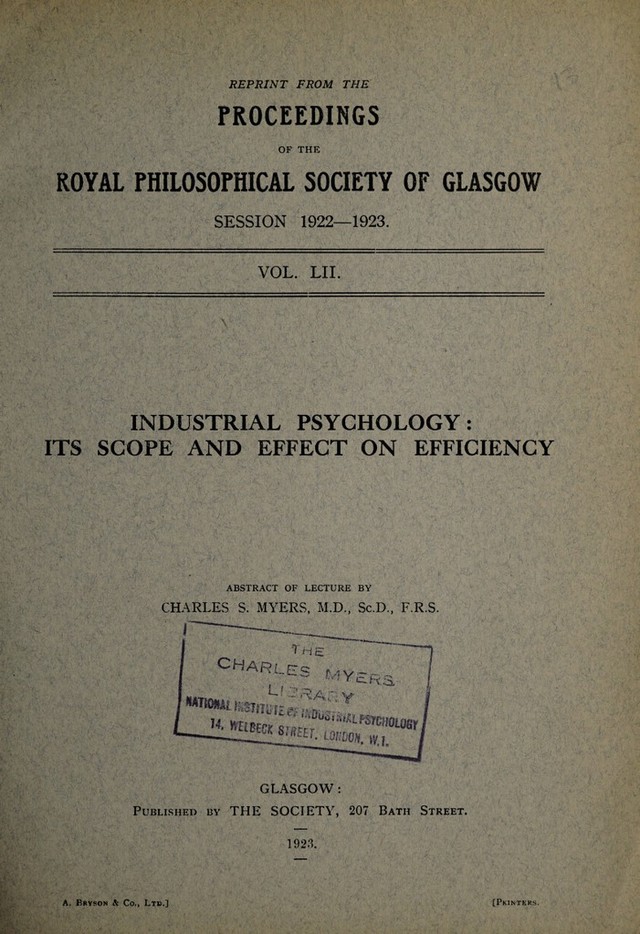 REPRINT FROM THE
PROCEEDINGS
OF THE
ROYAL PHILOSOPHICAL SOCIETY OF GLASGOW
SESSION 1922—1923.
VOL. LII.
INDUSTRIAL PSYCHOLOGY:
ITS SCOPE AND EFFECT ON EFFICIENCY
ABSTRACT OF LECTURE BY
CHARLES S. MYERS, M.D., Sc.D., F.R.S.
THE
CHARLES MYERS
LIBRARY
NATIONAL INSTITUTE OF INDUSTRIAL PSYCHOLOGY
14, WELBECK STREET, LONDON, W.1.
GLASGOW:
PUBLISHED BY THE SOCIETY, 207 BATH STREET.
1923.
A. BRYSON & CO., LTD.] [PRINTERS.